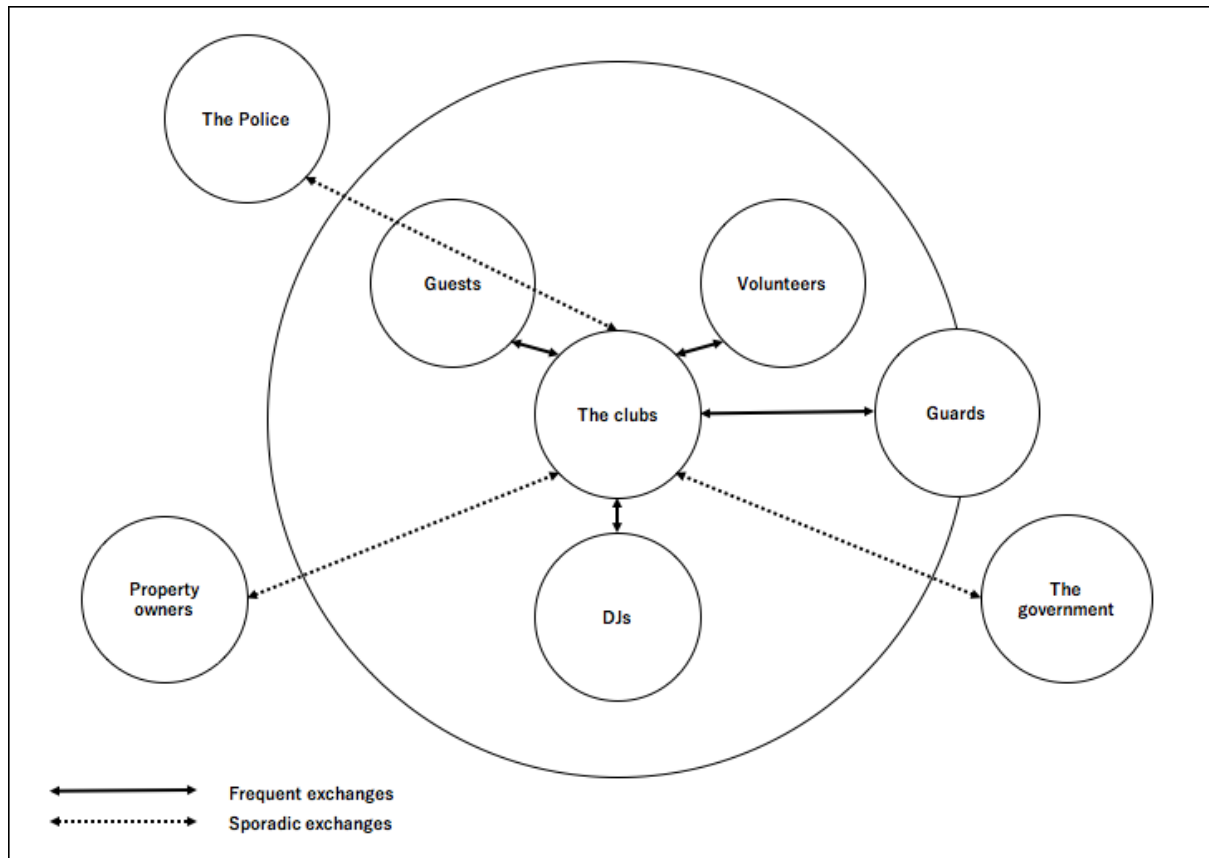 The Police
Guests
Volunteers
The clubs
Guards
Property
owners
DJs
The
government
Frequent exchanges
Sporadic exchanges